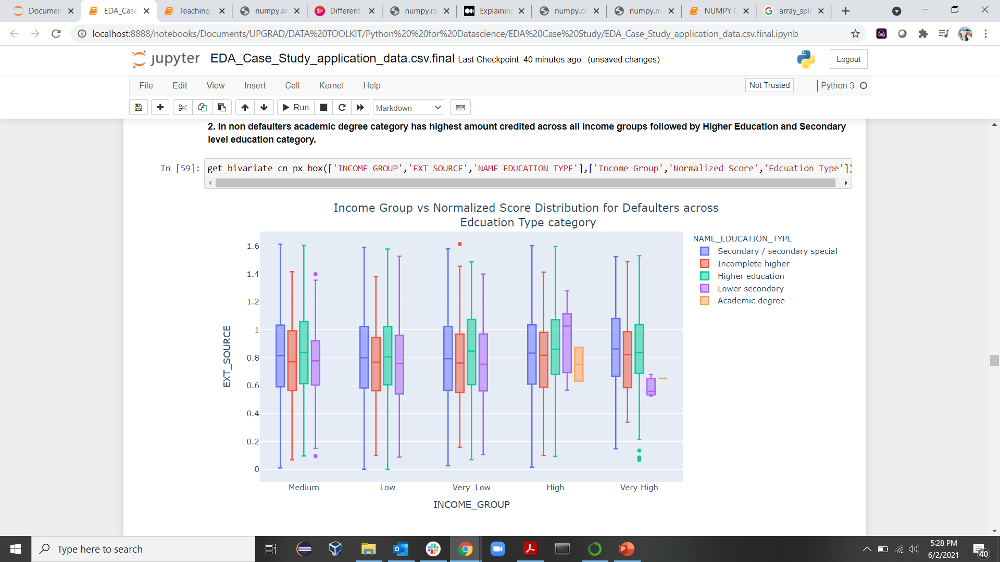 Documen
EDA_Case
Teaching
numpy.ar
Different
numpy.ra
Explaining
numpy.co
numpy.m
NUMPY C
array_spli
localhost:8888/notebooks/Documents/UPGRAD/DATA%20TOOLKIT/Python%20%20for%20Datascience/EDA%20Case%20Study/EDA_Case_Study_application_data.csv.final.ipynb
jupyter EDA_Case_Study_application_data.csv.final Last Checkpoint: 40 minutes ago (unsaved changes)
Logout
File Edit View Insert Cell Kernel Help
Not Trusted
Python 3
Run
Markdown
2. In non defaulters academic degree category has highest amount credited across all income groups followed by Higher Education and Secondary
level education category.
In [59]: get_bivariate_cn_px_box(['INCOME_GROUP','EXT_SOURCE','NAME_EDUCATION_TYPE'],['Income Group','Normalized Score','Edcuation Type'])
Income Group vs Normalized Score Distribution for Defaulters across
Edcuation Type category
NAME_EDUCATION_TYPE
Secondary / secondary special
Incomplete higher
Higher education
Lower secondary
Academic degree
EXT_SOURCE
1.6
1.4
1.2
1
0.8
0.6
0.4
0.2
0
Medium Low Very_Low High Very High
INCOME_GROUP
Type here to search
5:28 PM
6/2/2021
40